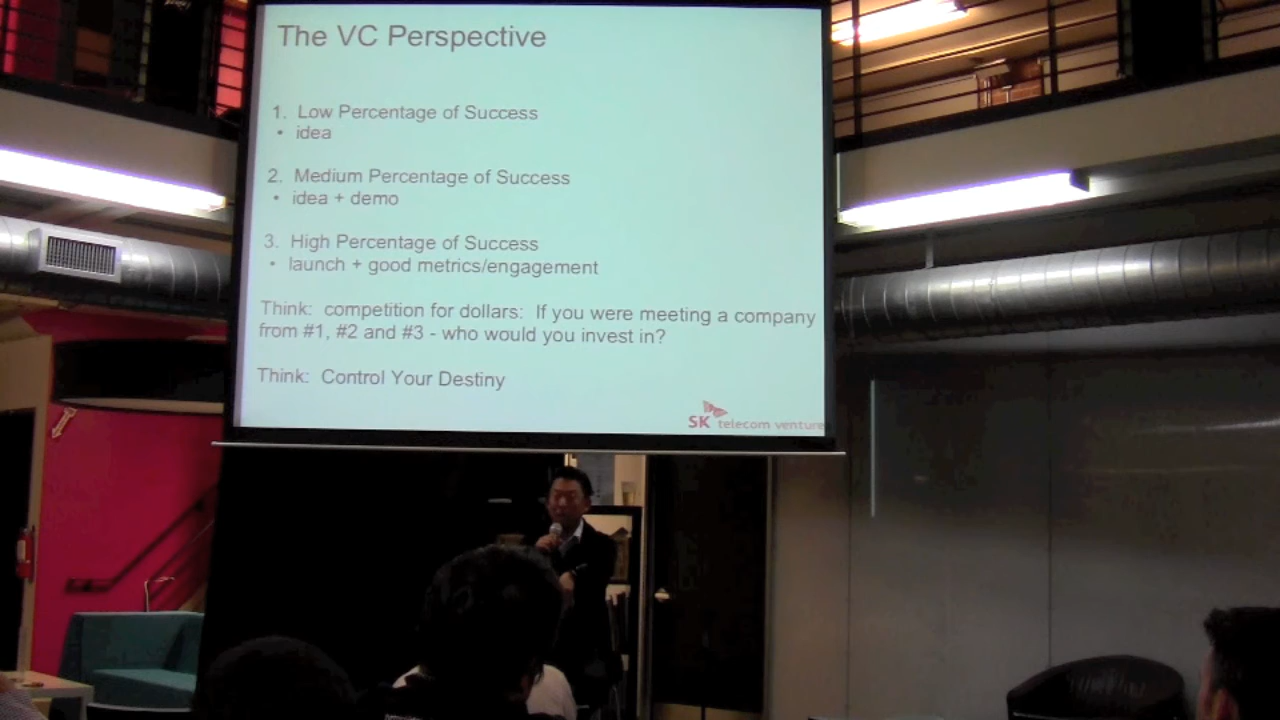 The VC Perspective
1. Low Percentage of Success
• idea
2. Medium Percentage of Success
• idea + demo
3. High Percentage of Success
• launch + good metrics/engagement
Think: competition for dollars: If you were meeting a company
from #1, #2 and #3 - who would you invest in?
Think: Control Your Destiny
SK telecom venture